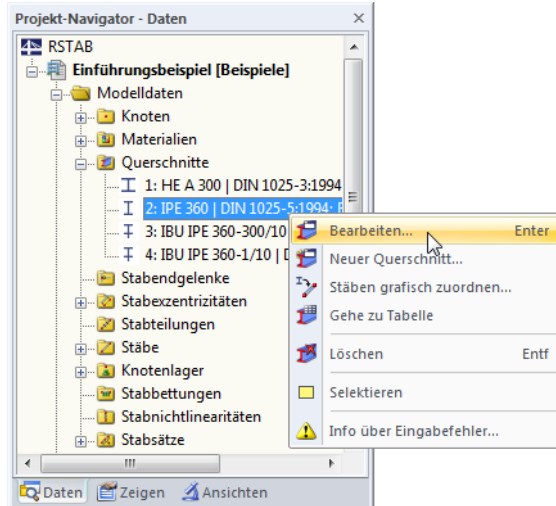 Projekt-Navigator - Daten
RSTAB
Einführungsbeispiel [Beispiele]
Modelldaten
Knoten
Materialien
Querschnitte
1: HE A 300 | DIN 1025-3:1994
2: IPE 360 | DIN 1025-5:1994;
3: IBU IPE 360-300/10
4: IBU IPE 360-1/10 |
Stabendgelenke
Stabexzentrizitäten
Stabteilungen
Stäbe
Knotenlager
Stabbettungen
Stabnichtlinearitäten
Stabsätze
Bearbeiten... Enter
Neuer Querschnitt...
Stäben grafisch zuordnen...
Gehe zu Tabelle
Löschen Entf
Selektieren
Info über Eingabefehler...
Daten Zeigen Ansichten